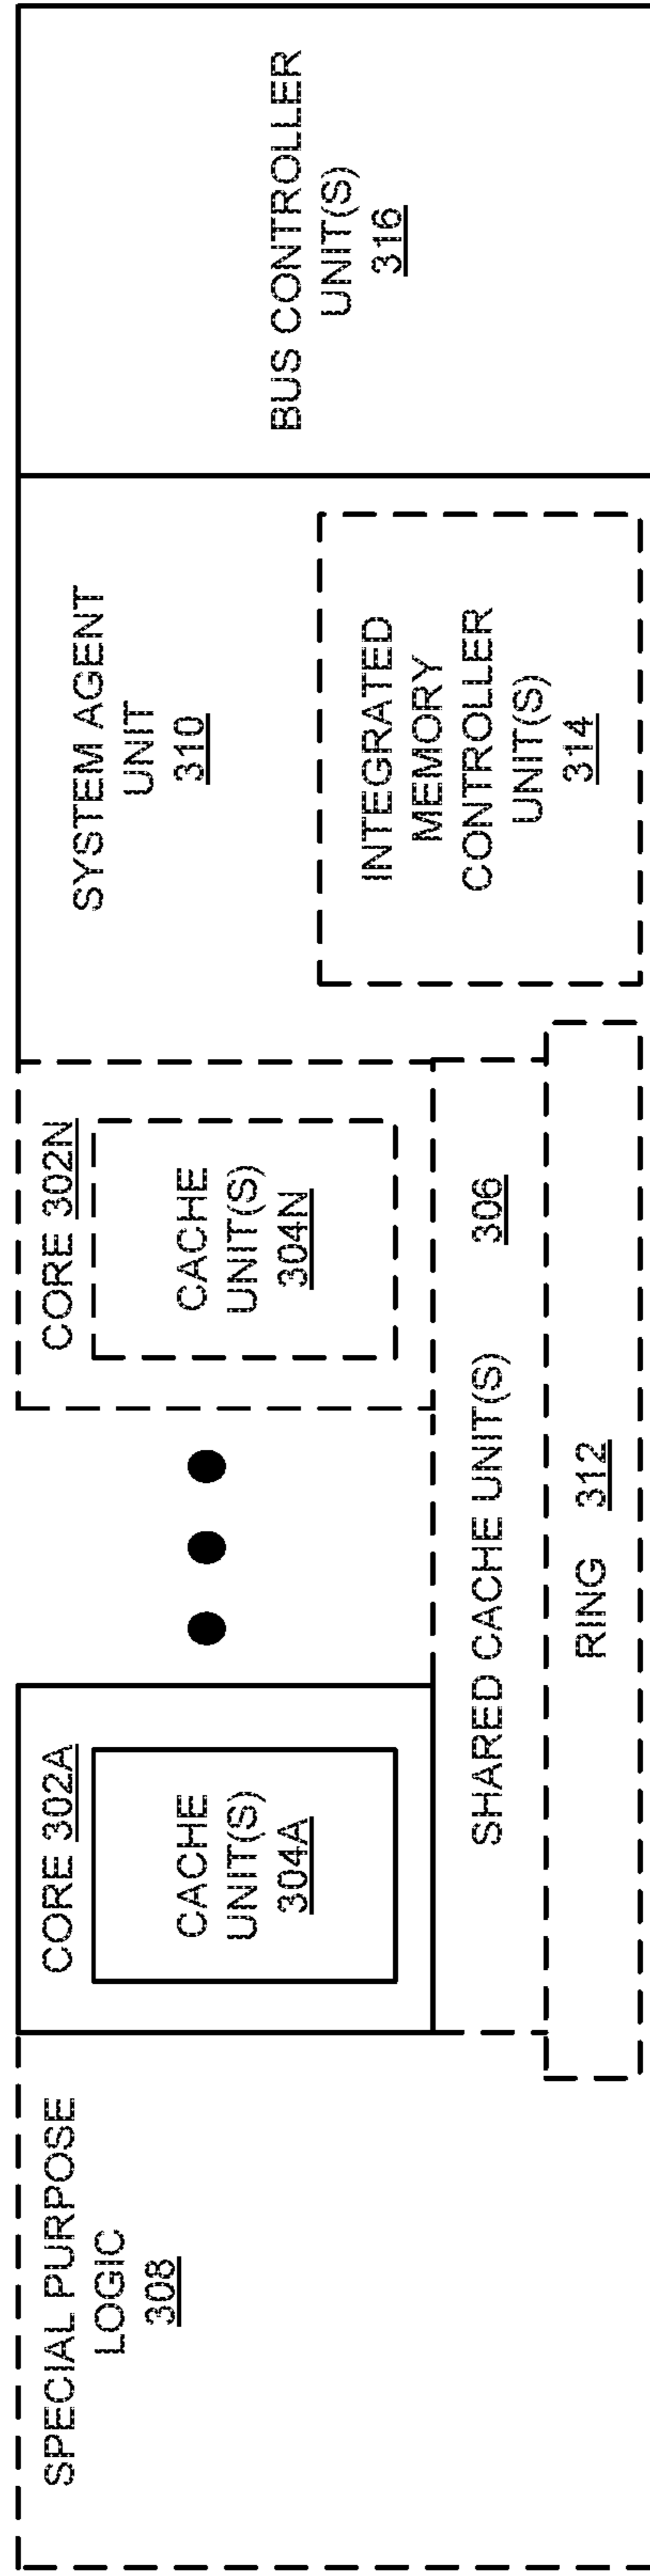 SPECIAL PURPOSE
LOGIC
308
CORE 302A
CACHE
UNIT(S)
304A
CORE 302N
CACHE
UNIT(S)
304N
SHARED CACHE UNIT(S) 306
RING 312
SYSTEM AGENT
UNIT
310
INTEGRATED
MEMORY
CONTROLLER
UNIT(S)
314
BUS CONTROLLER
UNIT(S)
316